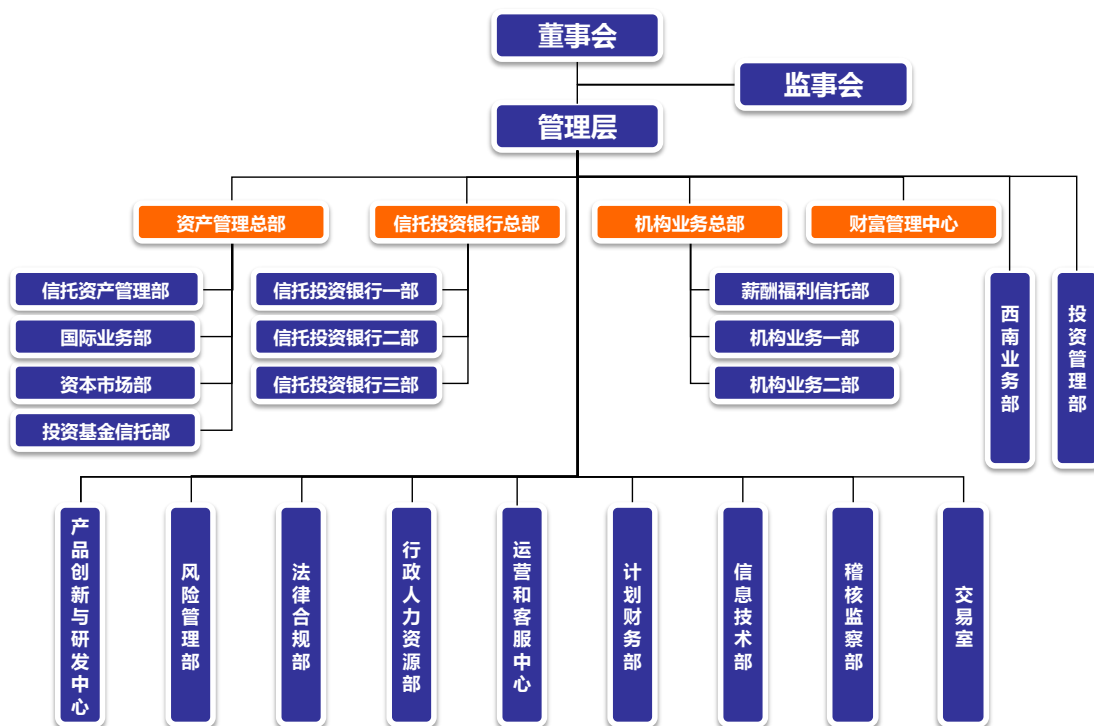 董事会
监事会
管理层
资产管理总部
信托投资银行总部
机构业务总部
财富管理中心
信托资产管理部
国际业务部
资本市场部
投资基金信托部
信托投资银行一部
信托投资银行二部
信托投资银行三部
薪酬福利信托部
机构业务一部
机构业务二部
西南业务部
投资管理部
产品创新与研发中心
风险管理部
法律合规部
行政人力资源部
运营和客服中心
计划财务部
信息技术部
稽核监察部
交易室